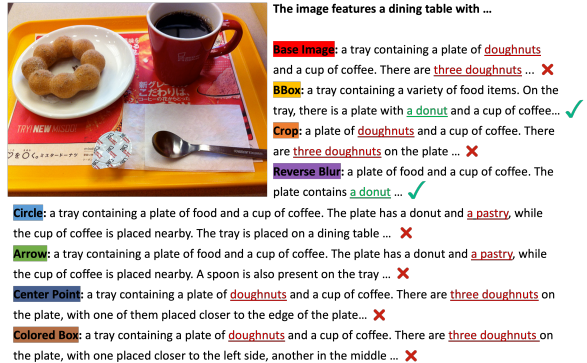 The image features a dining table with ...
Base Image: a tray containing a plate of doughnuts
and a cup of coffee. There are three doughnuts ...
BBox: a tray containing a variety of food items. On the
tray, there is a plate with a donut and a cup of coffee...
Crop: a plate of doughnuts and a cup of coffee. There
are three doughnuts on the plate ...
Reverse Blur: a plate of food and a cup of coffee. The
plate contains a donut ...
TRY! NEW MISDO!
Circle: a tray containing a plate of food and a cup of coffee. The plate has a donut and a pastry, while
the cup of coffee is placed nearby. The tray is placed on a dining table ...
Arrow: a tray containing a plate of food and a cup of coffee. The plate has a donut and a pastry, while
the cup of coffee is placed nearby. A spoon is also present on the tray ...
Center Point: a tray containing a plate of doughnuts and a cup of coffee. There are three doughnuts on
the plate, with one of them placed closer to the edge of the plate...
Colored Box: a tray containing a plate of doughnuts and a cup of coffee. There are three doughnuts on
the plate, with one placed closer to the left side, another in the middle ...